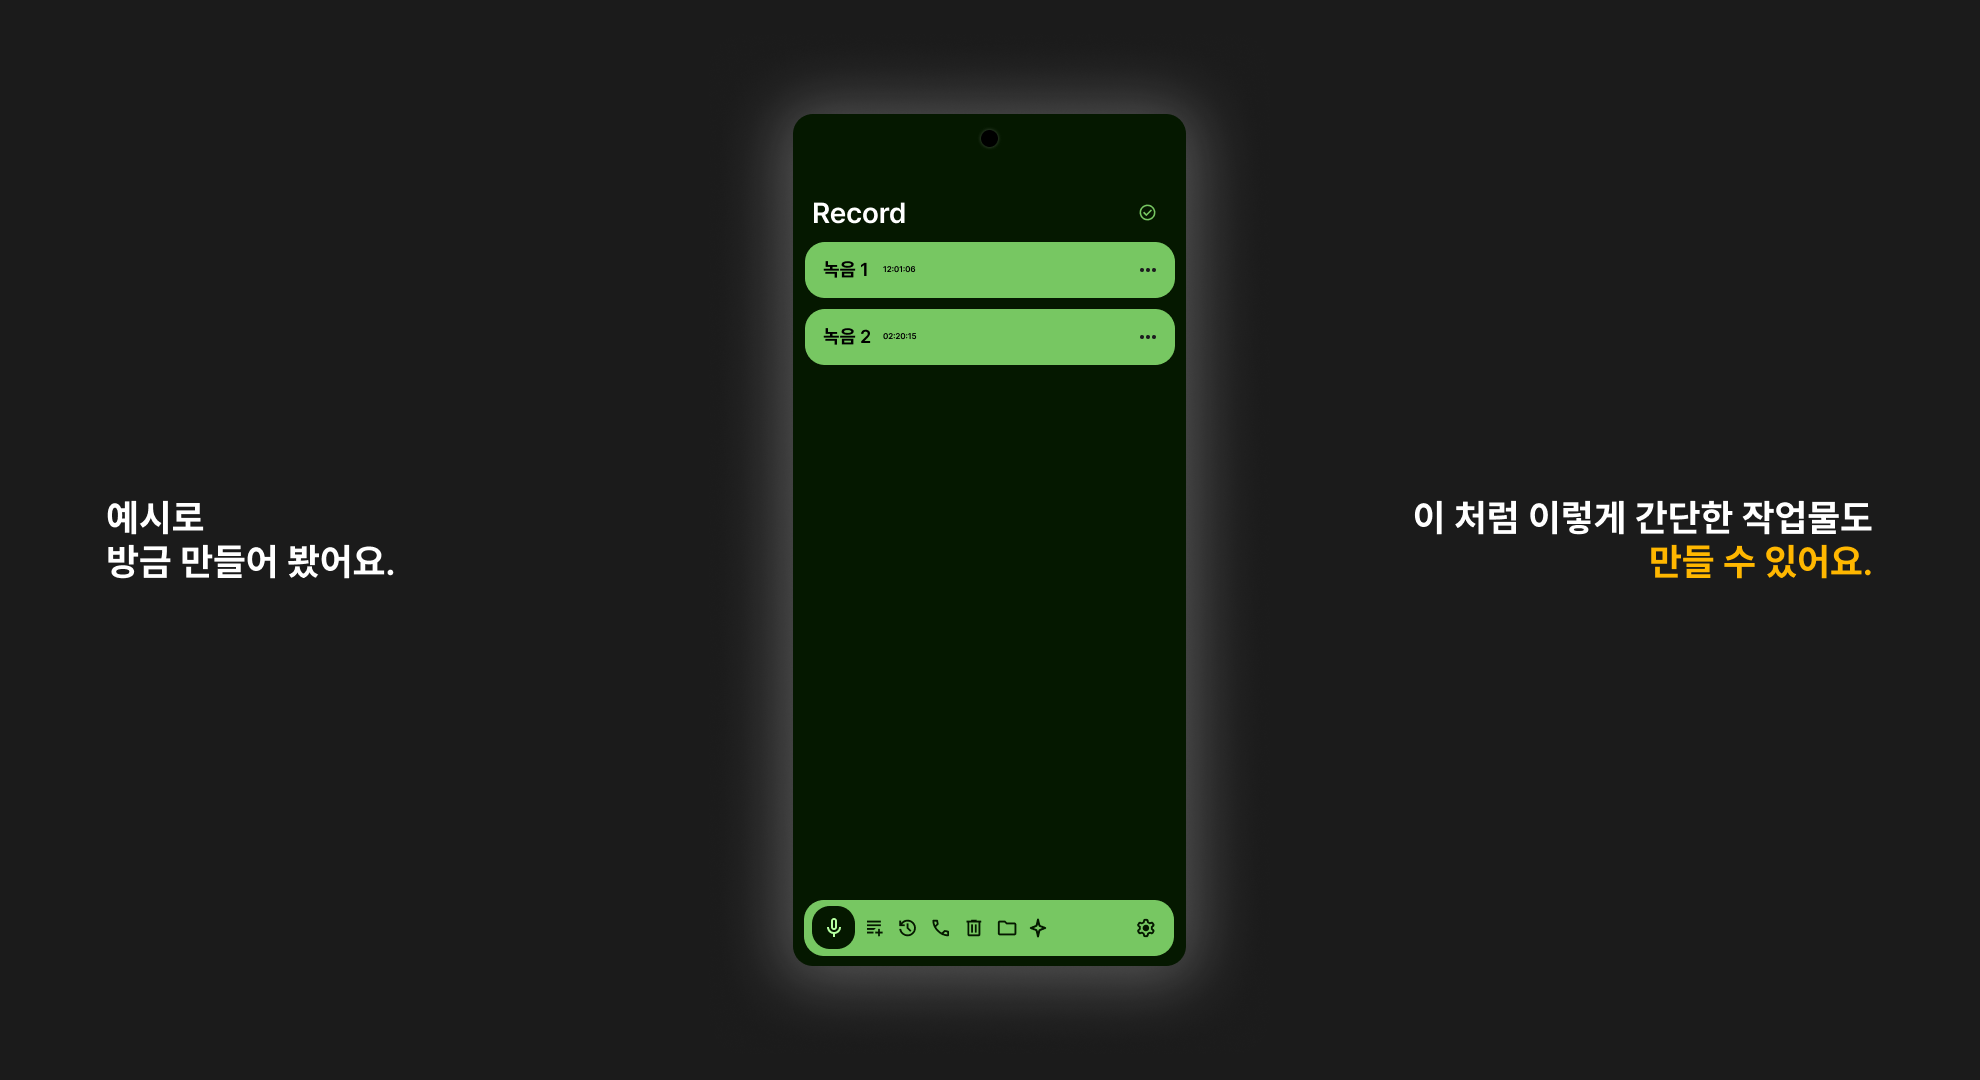 Record
녹음 1 12:01:06
녹음 2 02:20:15
예시로
방금 만들어 봤어요.
이 처럼 이렇게 간단한 작업물도
만들 수 있어요.